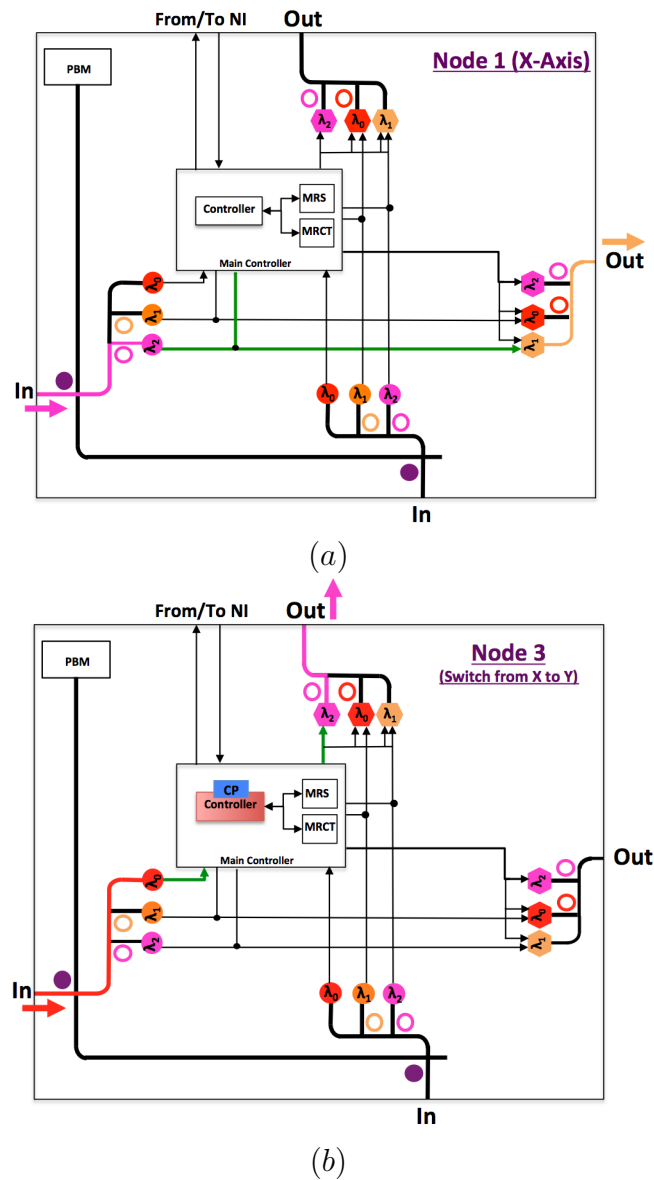 From/To NI
Out
Node 1 (X-Axis)
PBM
λ2
λ0
λ1
Controller
MRS
MRCT
Main Controller
Out
λ0
λ2
λ1
λ0
λ2
λ1
In
λ0
λ1
λ2
In
(a)
From/To NI
Out
Node 3
(Switch from X to Y)
PBM
λ2
λ0
λ1
CP
Controller
MRS
MRCT
Main Controller
Out
λ0
λ2
λ1
λ0
λ2
λ1
In
λ0
λ1
λ2
In
(b)